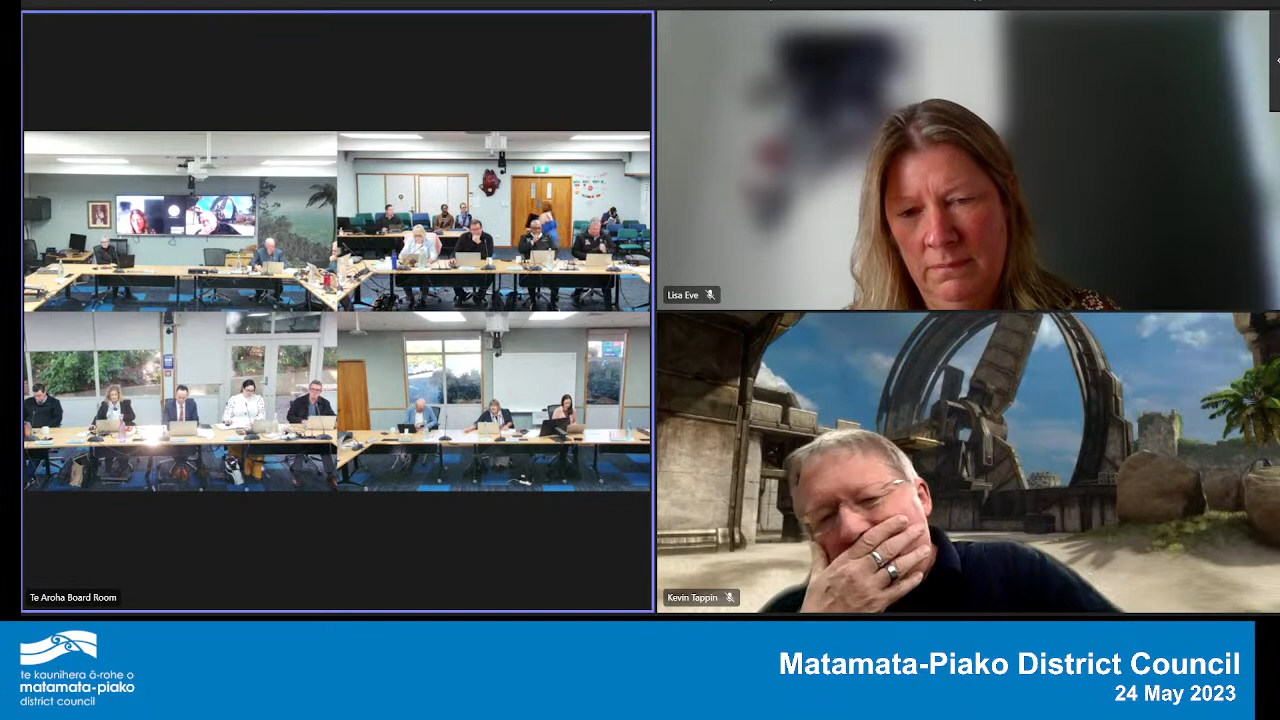 Lisa Eve
Te Aroha Board Room
Kevin Tappin
te kaunihera ā-rohe o
matamata-piako
district council
Matamata-Piako District Council
24 May 2023